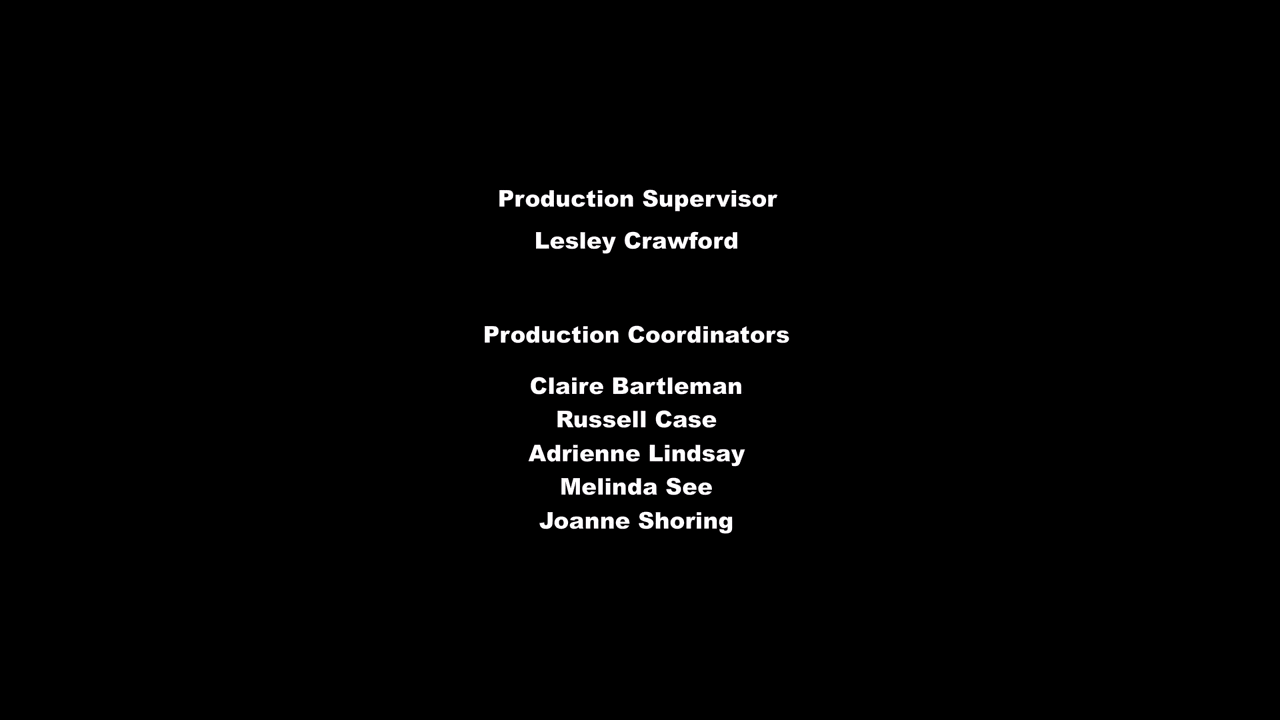 Production Supervisor
Lesley Crawford
Production Coordinators
Claire Bartleman
Russell Case
Adrienne Lindsay
Melinda See
Joanne Shoring